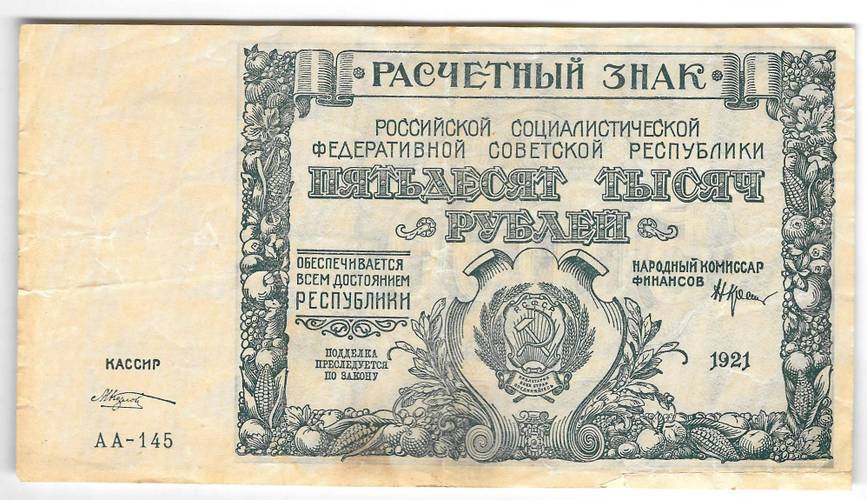 РАСЧЕТНЫЙ ЗНАК
РОССИЙСКОЙ СОЦИАЛИСТИЧЕСКОЙ
ФЕДЕРАТИВНОЙ СОВЕТСКОЙ РЕСПУБЛИКИ
ПЯТЬДЕСЯТ ТЫСЯЧ
РУБЛЕЙ
ОБЕСПЕЧИВАЕТСЯ
ВСЕМ ДОСТОЯНИЕМ
РЕСПУБЛИКИ
НАРОДНЫЙ КОМИССАР
ФИНАНСОВ
ПОДДЕЛКА
ПРЕСЛЕДУЕТСЯ
ПО ЗАКОНУ
Р.С.Ф.С.Р.
1921
КАССИР
АА-145